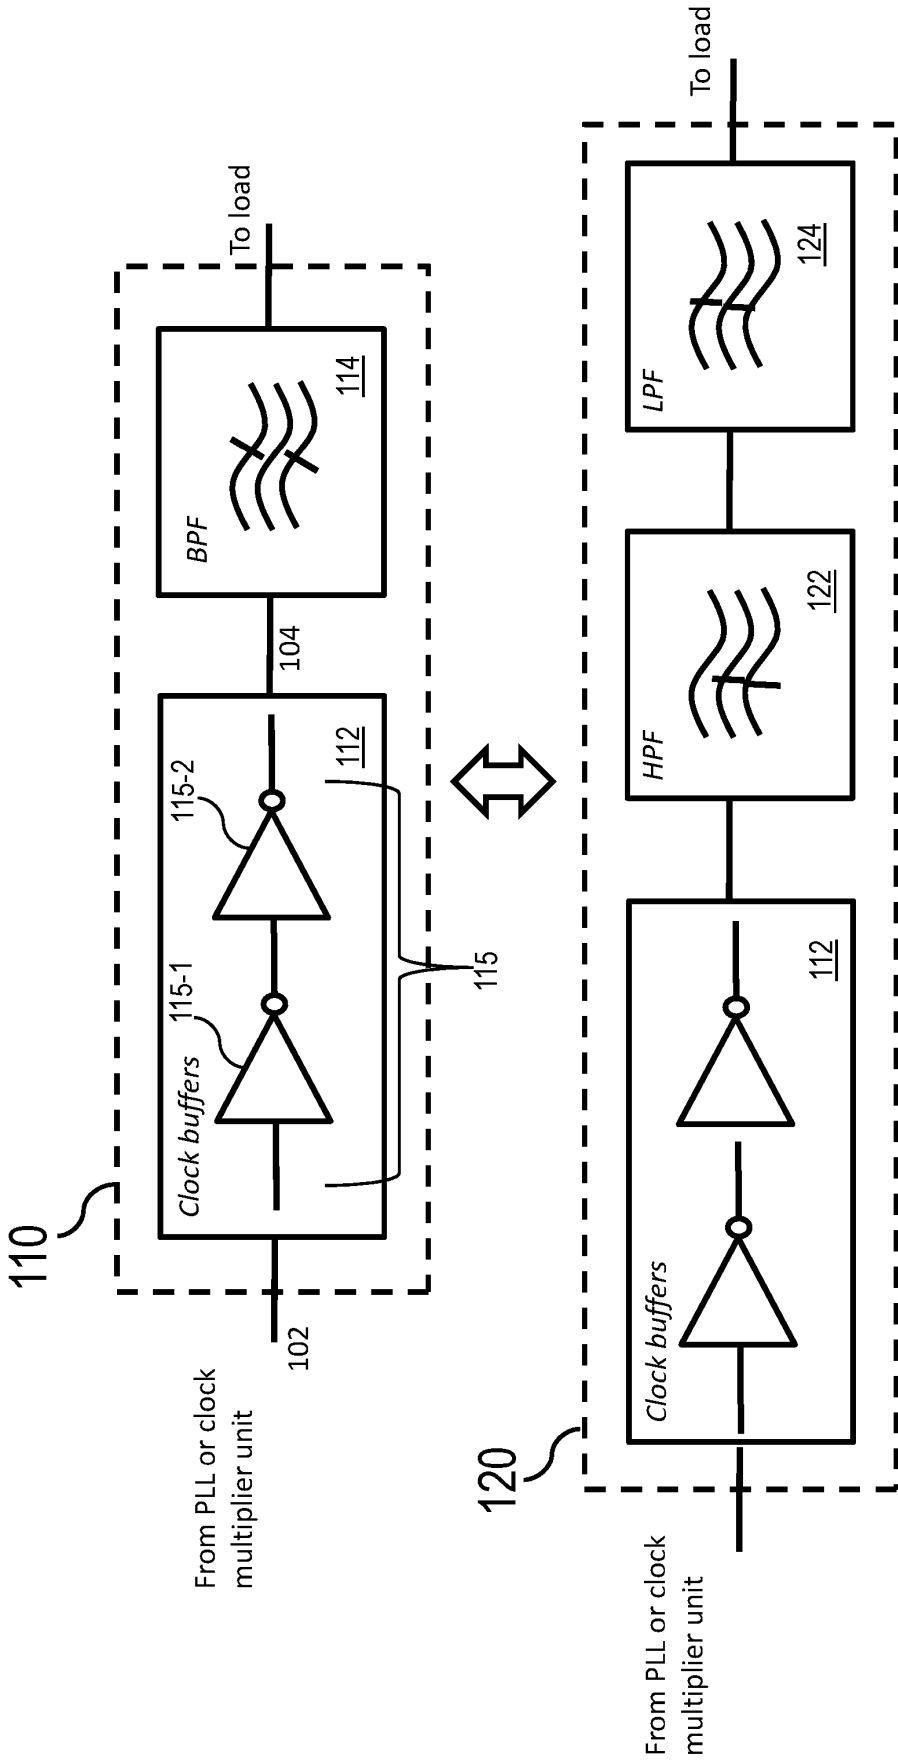 110
From PLL or clock
multiplier unit
102
Clock buffers
115-1
115-2
112
115
104
BPF
114
To load
120
From PLL or clock
multiplier unit
Clock buffers
112
HPF
122
LPF
124
To load